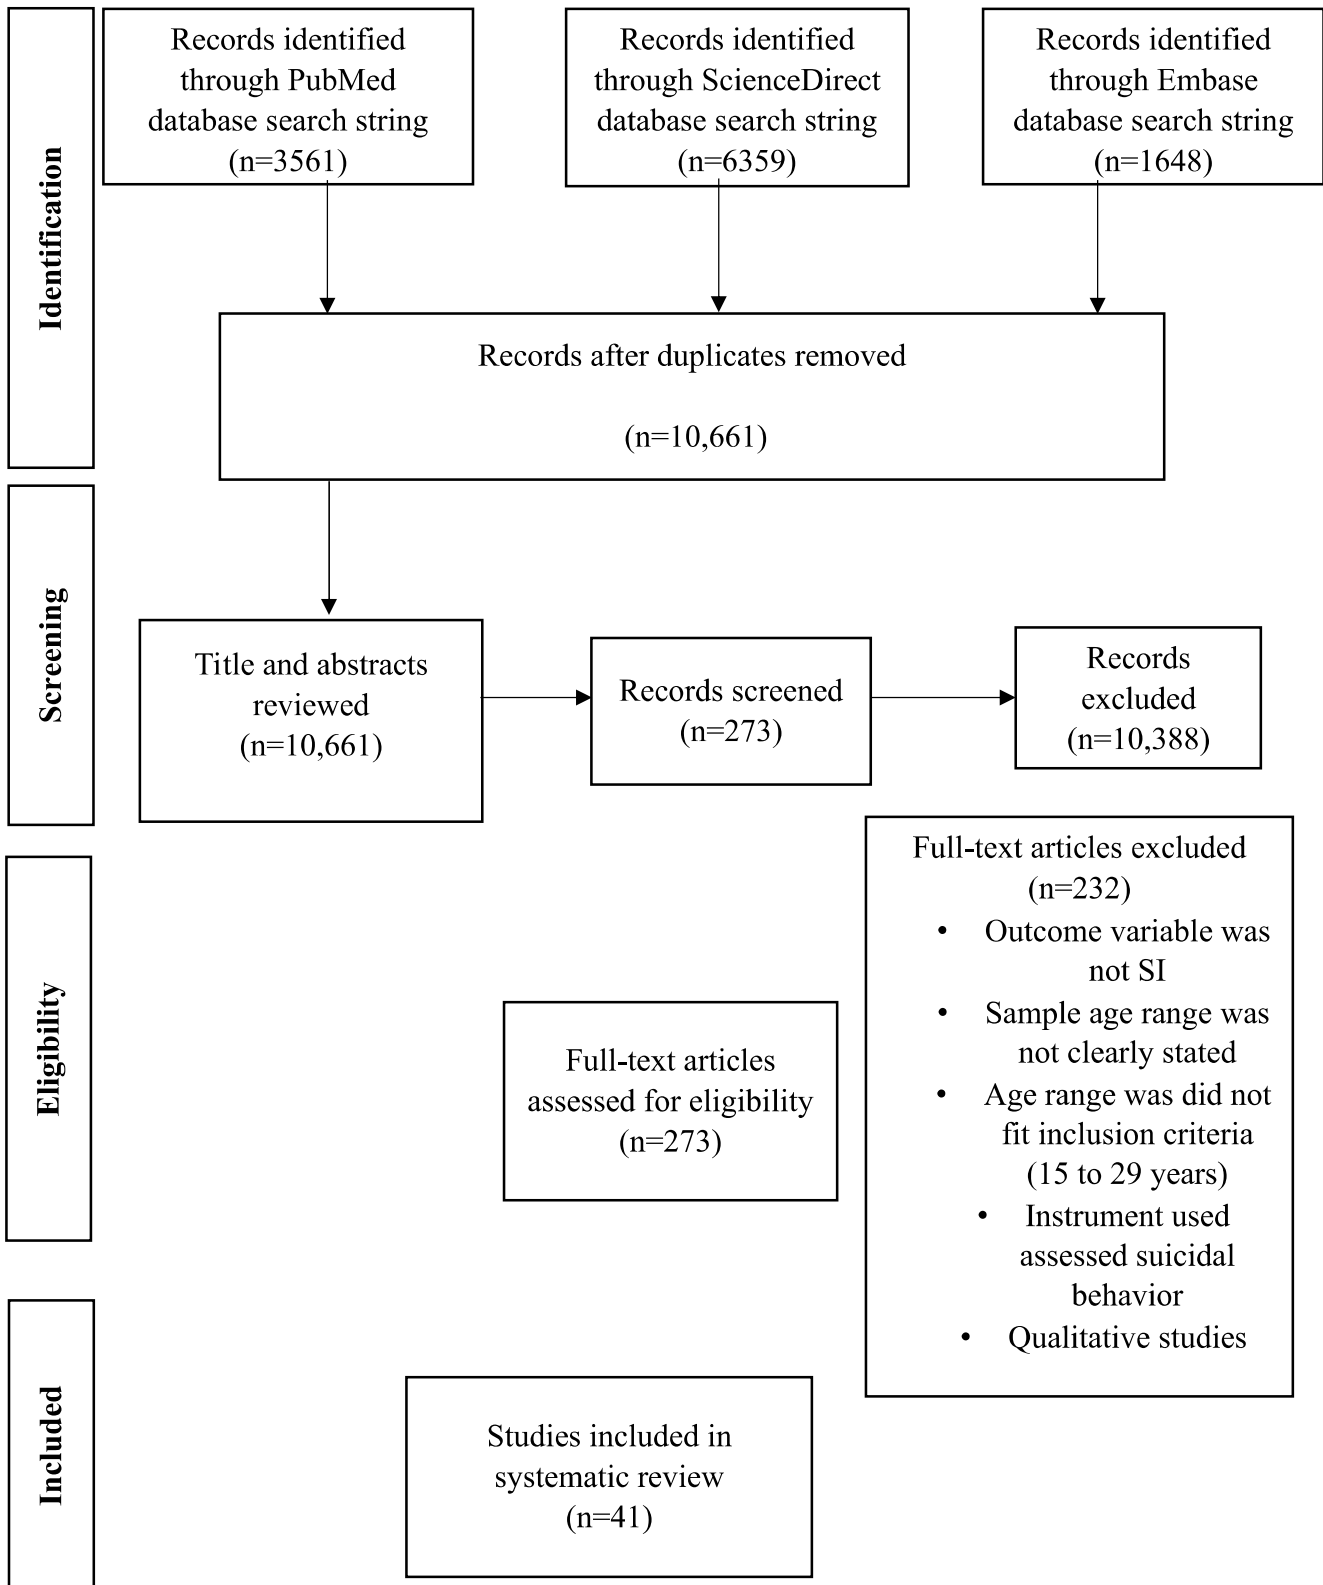 Identification
Records identified
through PubMed
database search string
(n=3561)
Records identified
through ScienceDirect
database search string
(n=6359)
Records identified
through Embase
database search string
(n=1648)
Records after duplicates removed
(n=10,661)
Screening
Title and abstracts
reviewed
(n=10,661)
Records screened
(n=273)
Records
excluded
(n=10,388)
Eligibility
Full-text articles
assessed for eligibility
(n=273)
Full-text articles excluded
(n=232)
• Outcome variable was
not SI
• Sample age range was
not clearly stated
• Age range was did not
fit inclusion criteria
(15 to 29 years)
• Instrument used
assessed suicidal
behavior
• Qualitative studies
Included
Studies included in
systematic review
(n=41)